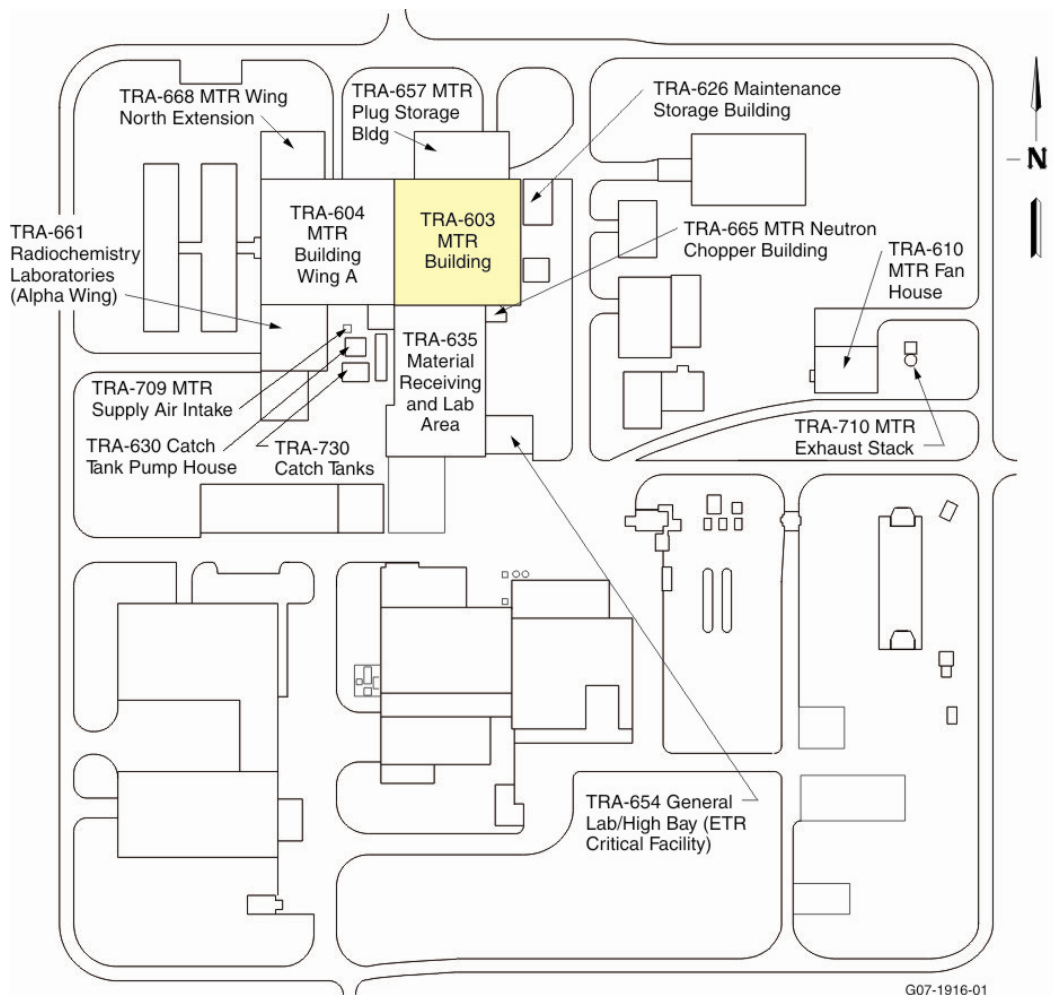 TRA-668 MTR Wing
North Extension
TRA-657 MTR
Plug Storage
Bldg
TRA-626 Maintenance
Storage Building
N
TRA-604
MTR
Building
Wing A
TRA-603
MTR
Building
TRA-661
Radiochemistry
Laboratories
(Alpha Wing)
TRA-665 MTR Neutron
Chopper Building
TRA-610
MTR Fan
House
TRA-635
Material
Receiving
and Lab
Area
TRA-709 MTR
Supply Air Intake
TRA-630 Catch
Tank Pump House
TRA-730
Catch Tanks
TRA-710 MTR
Exhaust Stack
TRA-654 General
Lab/High Bay (ETR
Critical Facility)
G07-1916-01